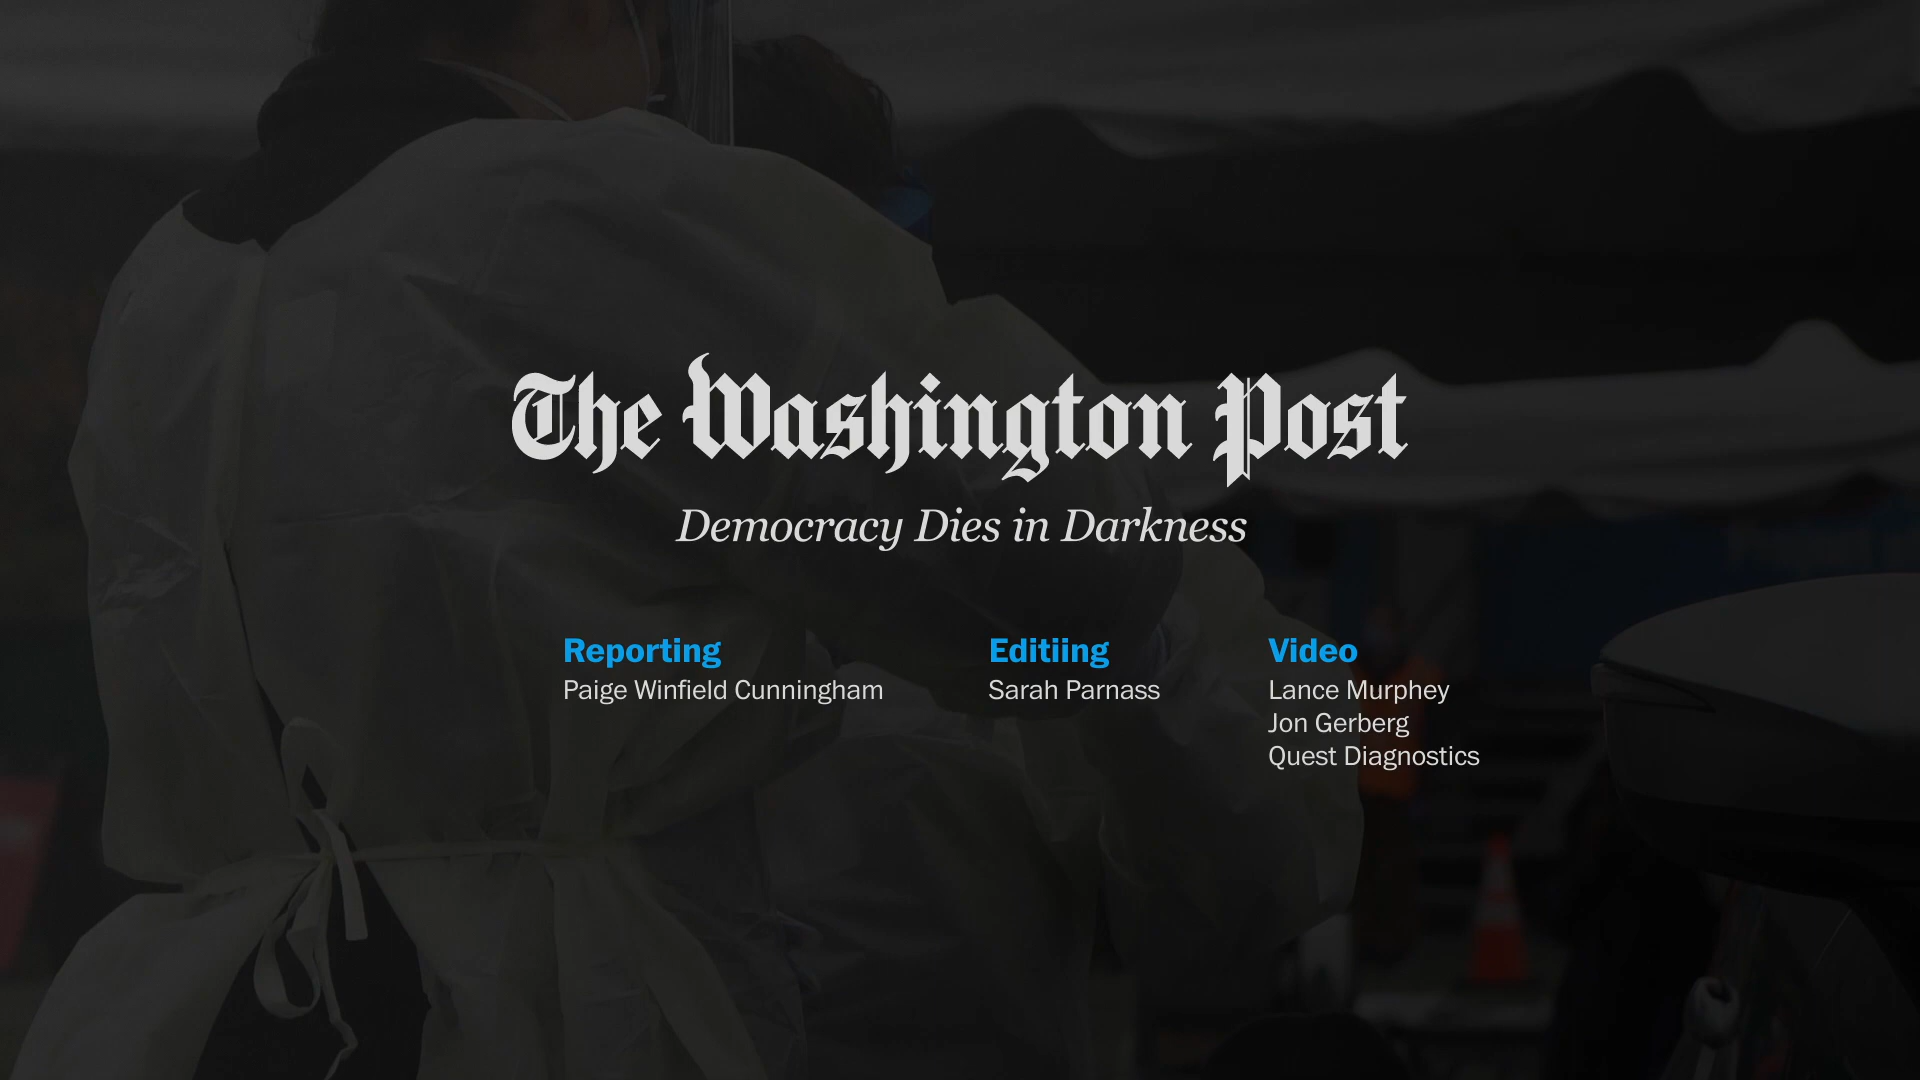 The Washington Post
Democracy Dies in Darkness
Reporting
Paige Winfield Cunningham
Editiing
Sarah Parnass
Video
Lance Murphey
Jon Gerberg
Quest Diagnostics